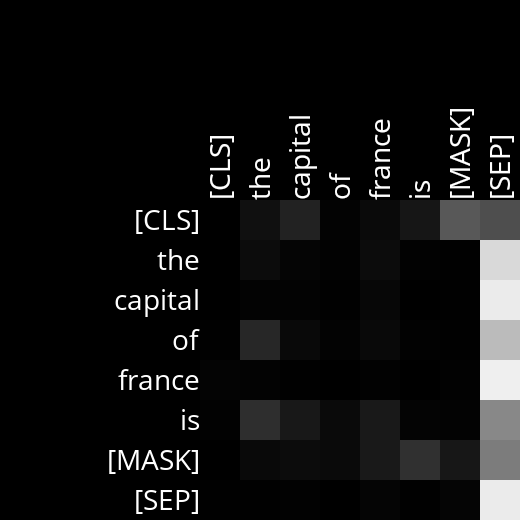 [CLS] the capital of france is [MASK] [SEP]
[CLS]
the
capital
of
france
is
[MASK]
[SEP]